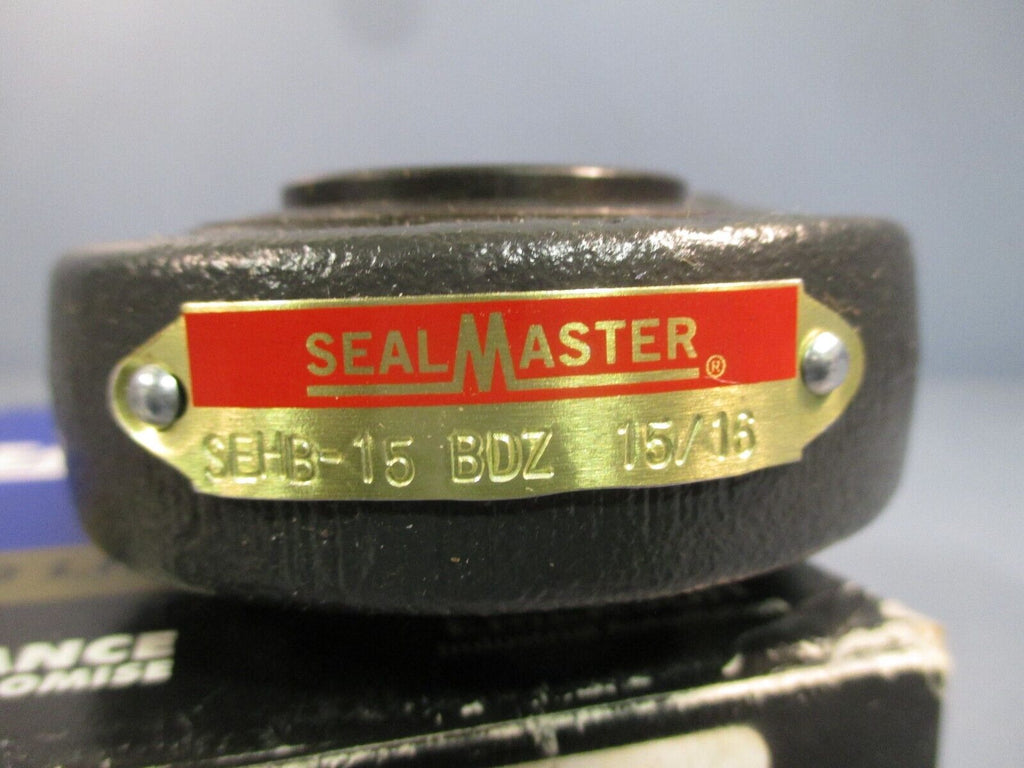 SEALMASTER ®
SEHB-15 BDZ 15/16
ANCE
OMISE